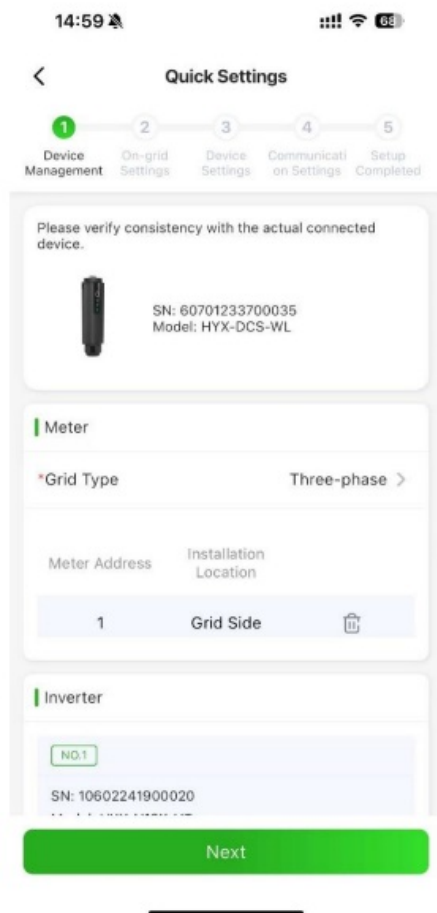 14:59
68
Quick Settings
1 2 3 4 5
Device Management
On-grid Settings
Device Settings
Communicati on Settings
Setup Completed
Please verify consistency with the actual connected
device.
SN: 60701233700035
Model: HYX-DCS-WL
Meter
*Grid Type Three-phase
Meter Address Installation Location
1 Grid Side
Inverter
NO.1
SN: 10602241900020
Next